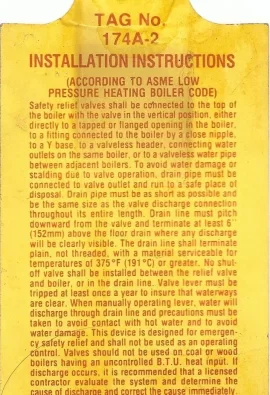 TAG No.
174A-2
INSTALLATION INSTRUCTIONS
(ACCORDING TO ASME LOW
PRESSURE HEATING BOILER CODE)
Safety relief valves shall be connected to the top of
the boiler with the valve in the vertical position, either
directly to a tapped or flanged opening in the boiler,
to a fitting connected to the boiler by a close nipple,
to a Y base, to a valveless header, connecting water
outlets on the same boiler, or to a valveless water pipe
between adjacent boilers. To avoid water damage or
scalding due to valve operation, drain pipe must be
connected to valve outlet and run to a safe place of
disposal. Drain pipe must be as short as possible and
be the same size as the valve discharge connection
throughout its entire length. Drain line must pitch
downward from the valve and terminate at least 6"
(152mm) above the floor drain where any discharge
will be clearly visible. The drain line shall terminate
plain, not threaded, with a material serviceable for
temperatures of 375°F (191°C) or greater. No shut-
off valve shall be installed between the relief valve
and boiler, or in the drain line. Valve lever must be
tripped at least once a year to insure that waterways
are clear. When manually operating lever, water will
discharge through drain line and precautions must be
taken to avoid contact with hot water and to avoid
water damage. This device is designed for emergen-
cy safety relief and shall not be used as an operating
control. Valves should not be used on coal or wood
boilers having an uncontrolled B.T.U. heat input. If
discharge occurs, it is recommended that a licensed
contractor evaluate the system and determine the
cause of discharge and correct the cause immediately.